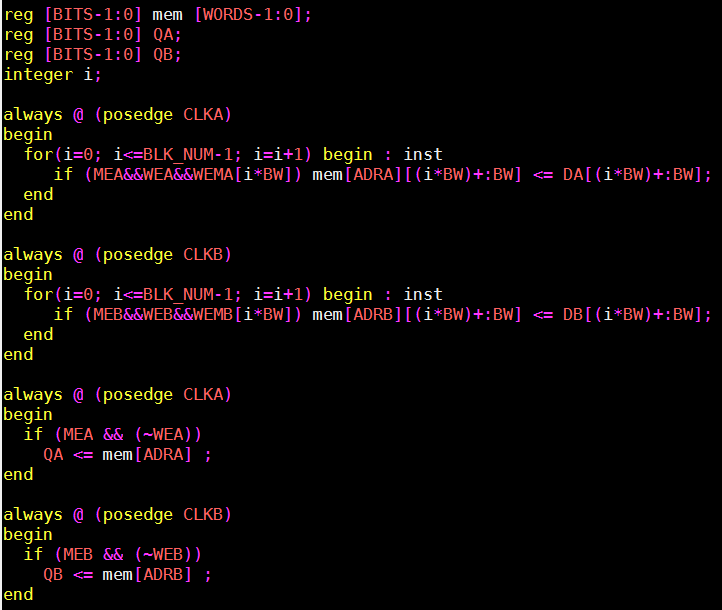 reg [BITS-1:0] mem [WORDS-1:0];
reg [BITS-1:0] QA;
reg [BITS-1:0] QB;
integer i;

always @ (posedge CLKA)
begin
  for(i=0; i<=BLK_NUM-1; i=i+1) begin : inst
     if (MEA&&WEA&&WEMA[i*BW]) mem[ADRA][(i*BW)+:BW] <= DA[(i*BW)+:BW];
  end
end

always @ (posedge CLKB)
begin
  for(i=0; i<=BLK_NUM-1; i=i+1) begin : inst
     if (MEB&&WEB&&WEMB[i*BW]) mem[ADRB][(i*BW)+:BW] <= DB[(i*BW)+:BW];
  end
end

always @ (posedge CLKA)
begin
  if (MEA && (~WEA))
    QA <= mem[ADRA] ;
end

always @ (posedge CLKB)
begin
  if (MEB && (~WEB))
    QB <= mem[ADRB] ;
end